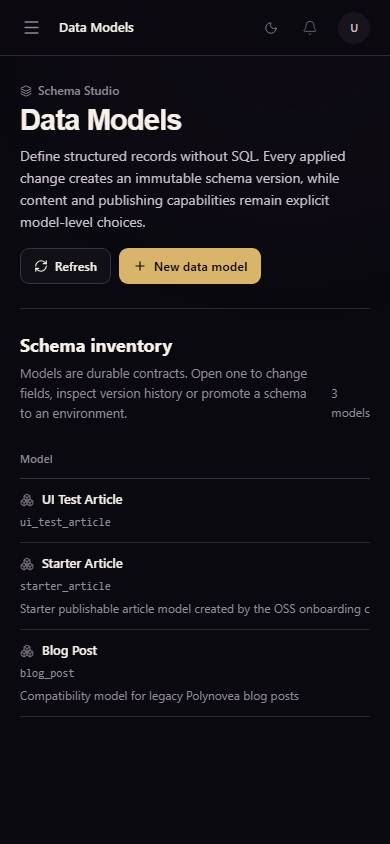 Data Models
U
Schema Studio
Data Models
Define structured records without SQL. Every applied
change creates an immutable schema version, while
content and publishing capabilities remain explicit
model-level choices.
Refresh
New data model
Schema inventory
Models are durable contracts. Open one to change
fields, inspect version history or promote a schema
to an environment.
3
models
Model
UI Test Article
ui_test_article
Starter Article
starter_article
Starter publishable article model created by the OSS onboarding c
Blog Post
blog_post
Compatibility model for legacy Polynovea blog posts